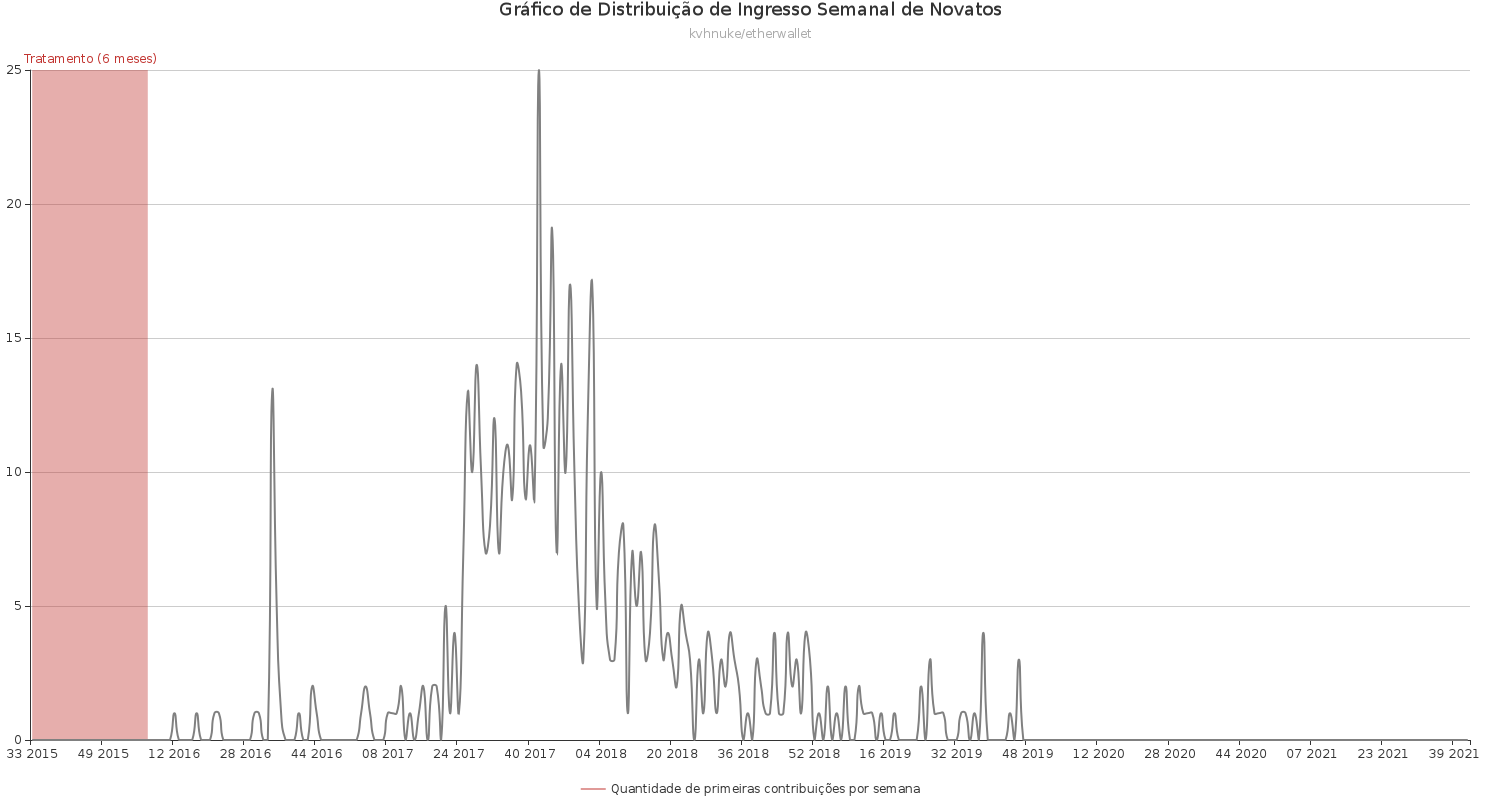 Gráfico de Distribuição de Ingresso Semanal de Novatos
kvhnuke/etherwallet
Tratamento (6 meses)
25
20
15
10
5
0
33 2015 49 2015 12 2016 28 2016 44 2016 08 2017 24 2017 40 2017 04 2018 20 2018 36 2018 52 2018 16 2019 32 2019 48 2019 12 2020 28 2020 44 2020 07 2021 23 2021 39 2021
Quantidade de primeiras contribuições por semana